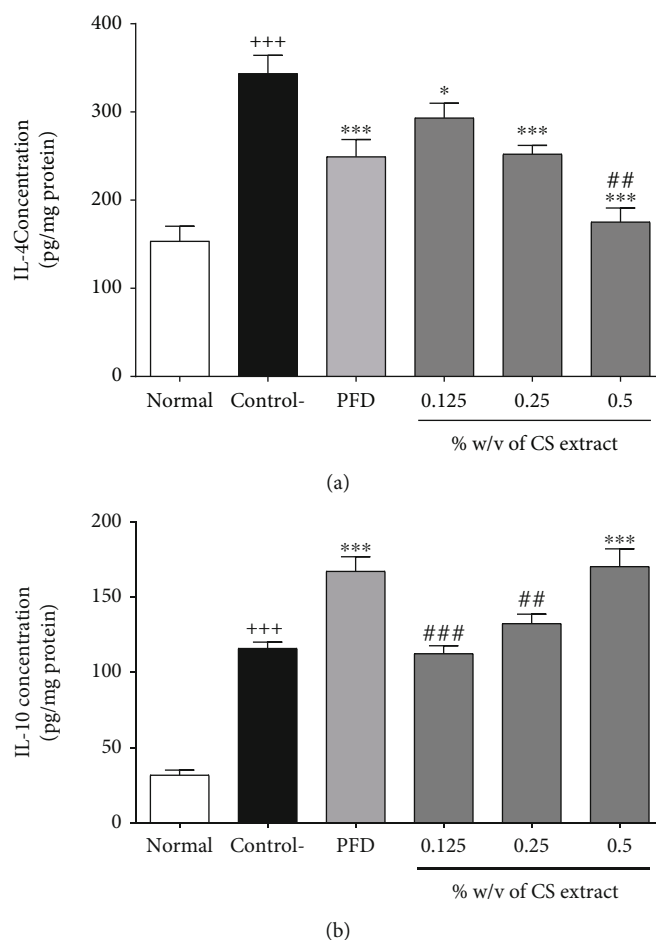 400
300
200
100
0
IL-4Concentration
(pg/mg protein)
+++
***
*
***
##
***
Normal Control- PFD 0.125 0.25 0.5
% w/v of CS extract
(a)
200
150
100
50
0
IL-10 concentration
(pg/mg protein)
+++
***
###
##
***
Normal Control- PFD 0.125 0.25 0.5
% w/v of CS extract
(b)